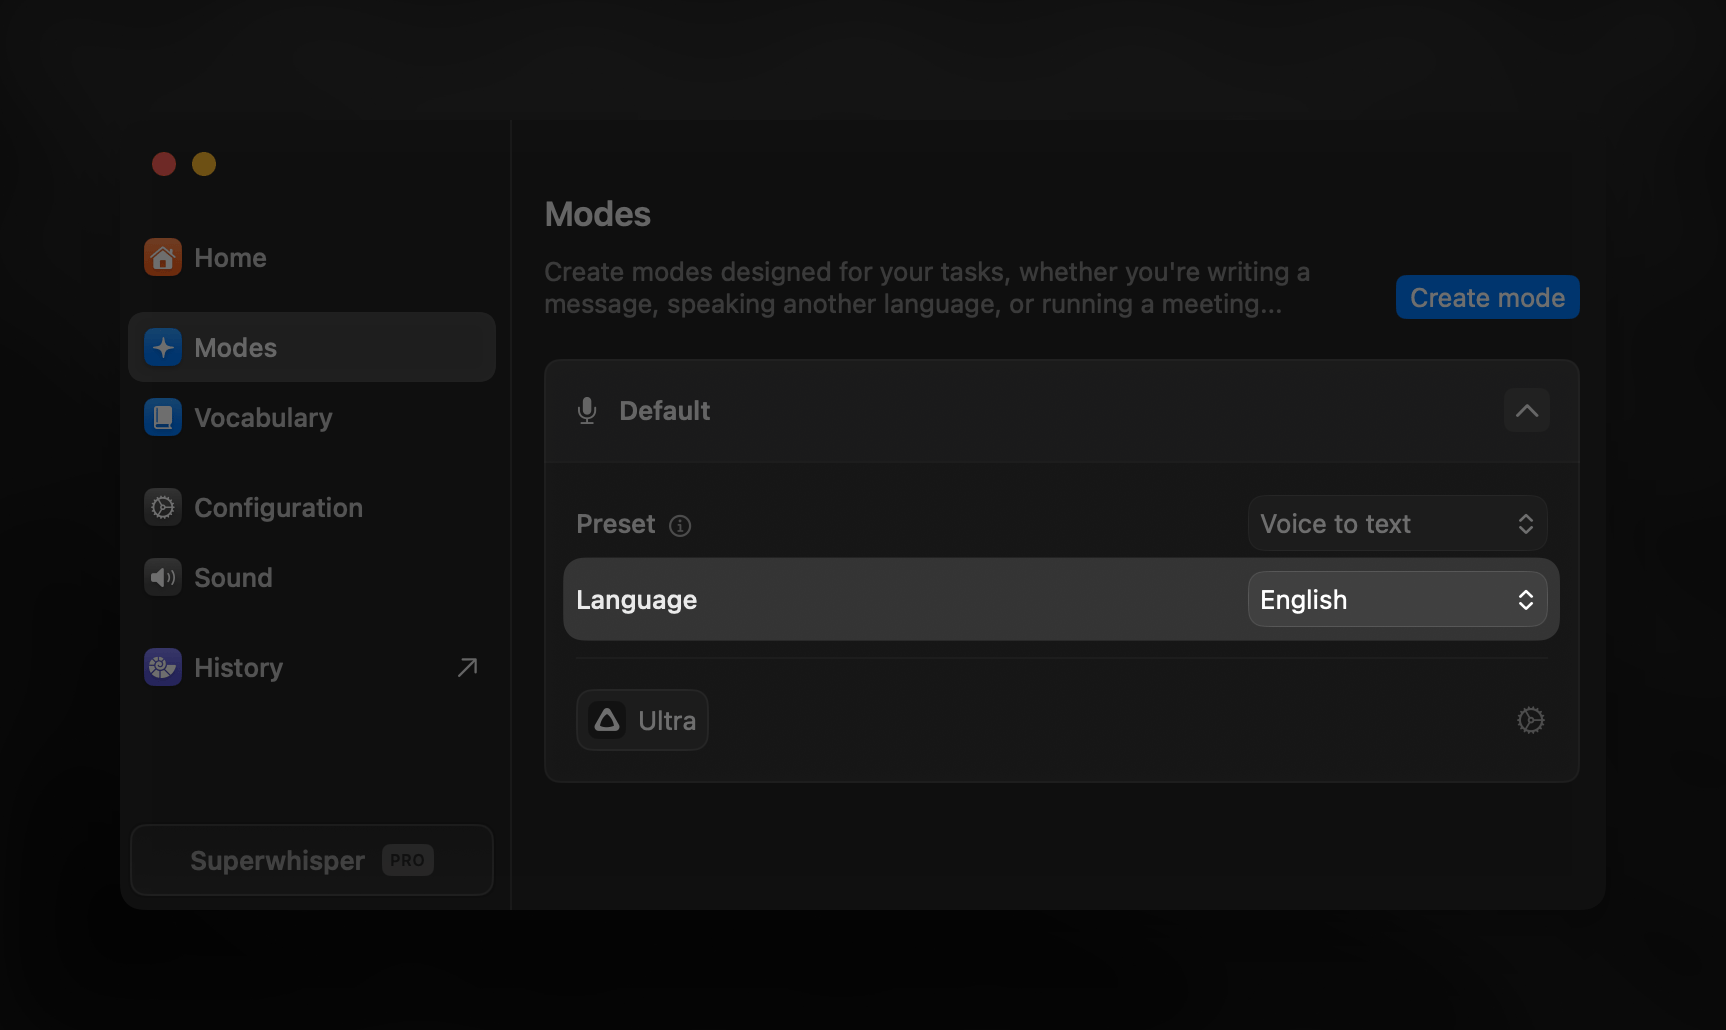 Home
Modes
Vocabulary
Configuration
Sound
History
Superwhisper PRO
Modes
Create modes designed for your tasks, whether you're writing a
message, speaking another language, or running a meeting...
Create mode
Default
Preset
Voice to text
Language
English
Ultra